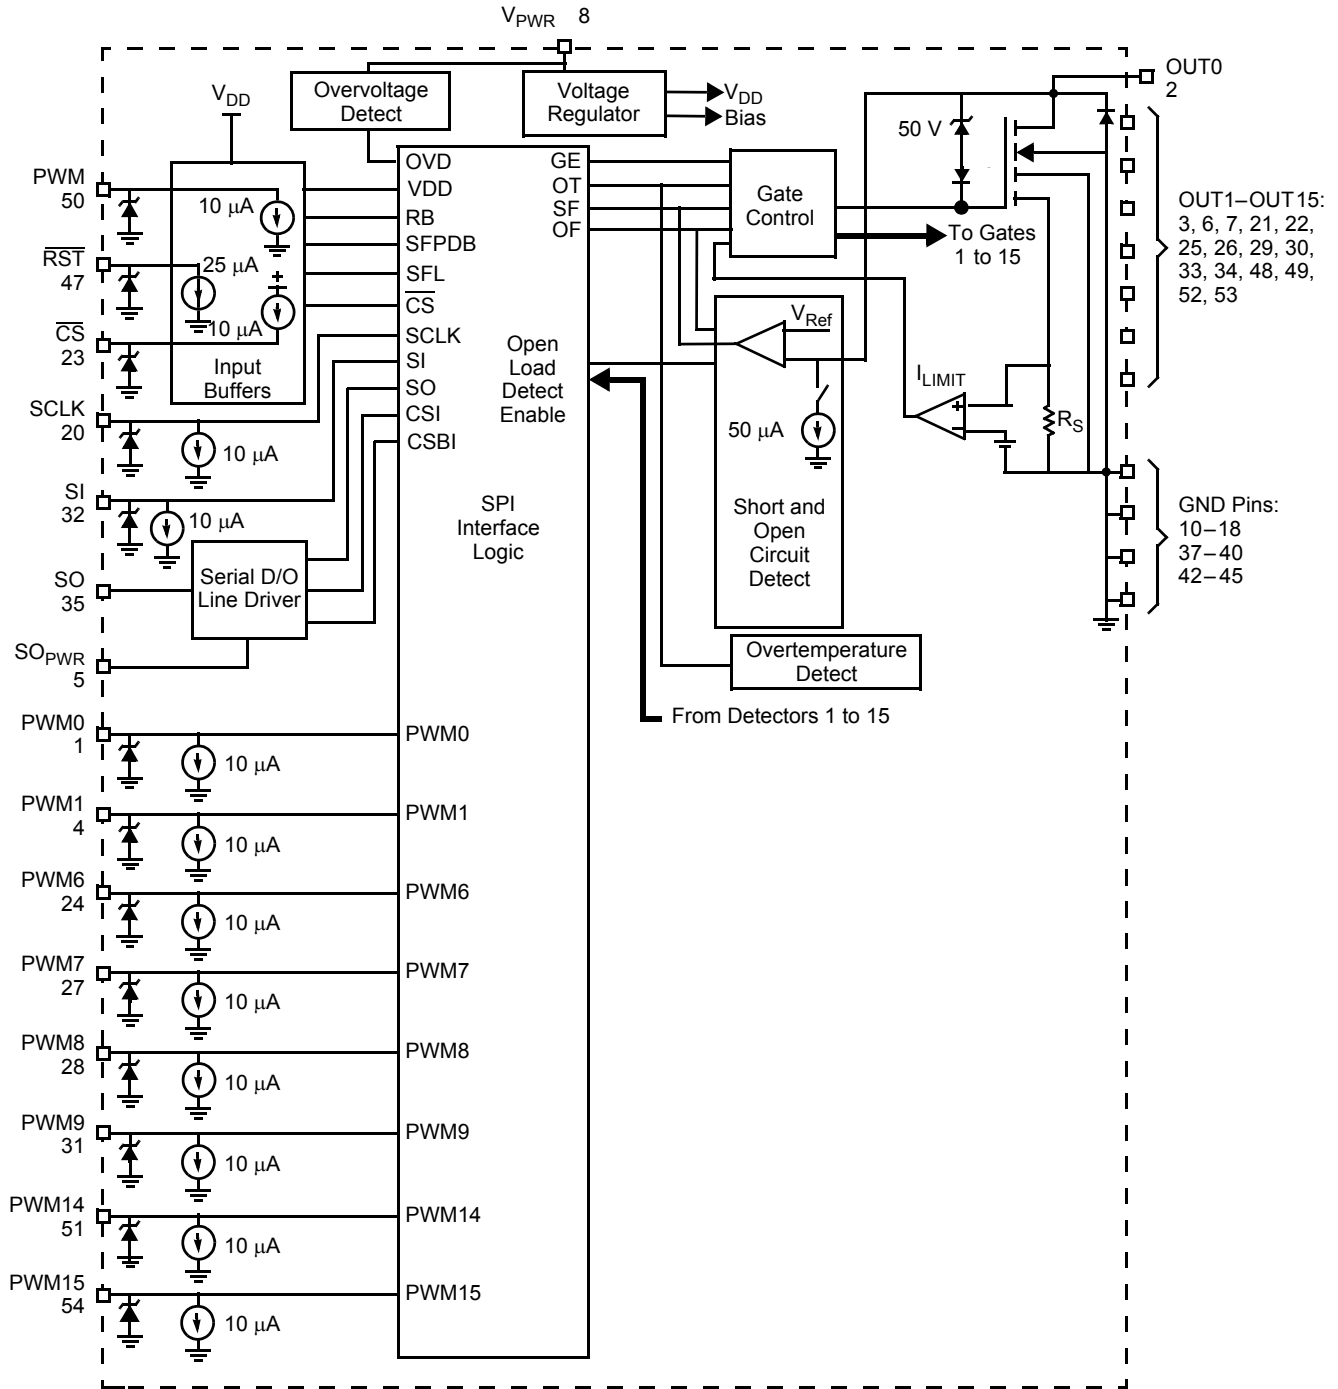 VPWR 8
OUT0
2
Overvoltage
Detect
Voltage
Regulator
VDD
Bias
VDD
50 V
OUT1–OUT15:
3, 6, 7, 21, 22,
25, 26, 29, 30,
33, 34, 48, 49,
52, 53
PWM
50
RST
47
CS
23
SCLK
20
SI
32
SO
35
SOPWR
5
10 µA
25 µA
+
10 µA
Input
Buffers
10 µA
10 µA
Serial D/O
Line Driver
OVD
VDD
RB
SFPDB
SFL
CS
SCLK
SI
SO
CSI
CSBI
GE
OT
SF
OF
Open
Load
Detect
Enable
SPI
Interface
Logic
Gate
Control
To Gates
1 to 15
VRef
50 µA
Short and
Open
Circuit
Detect
ILIMIT
+
–
RS
GND Pins:
10–18
37–40
42–45
Overtemperature
Detect
From Detectors 1 to 15
PWM0
1
10 µA
PWM0
PWM1
4
10 µA
PWM1
PWM6
24
10 µA
PWM6
PWM7
27
10 µA
PWM7
PWM8
28
10 µA
PWM8
PWM9
31
10 µA
PWM9
PWM14
51
10 µA
PWM14
PWM15
54
10 µA
PWM15